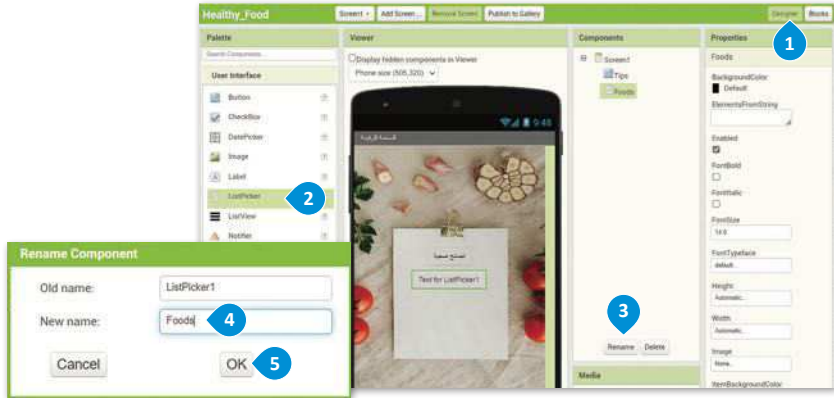 Healthy_Food
Screen1
Add Screen ...
Remove Screen
Publish to Gallery
Designer
Blocks
1
Palette
Viewer
Components
Properties
Search Components...
User Interface
Button
CheckBox
DatePicker
Image
Label
ListPicker
2
ListView
Notifier
Display hidden components in Viewer
Phone size (505,320)
9:48
Text for ListPicker1
Screen1
Tips
Foods
3
Rename
Delete
Media
Foods
BackgroundColor
Default
ElementsFromString
Enabled
FontBold
FontItalic
FontSize
14.0
FontTypeface
default...
Height
Automatic...
Width
Automatic...
Image
None...
ItemBackgroundColor
Rename Component
Old name:
ListPicker1
New name:
Foods
4
Cancel
OK
5